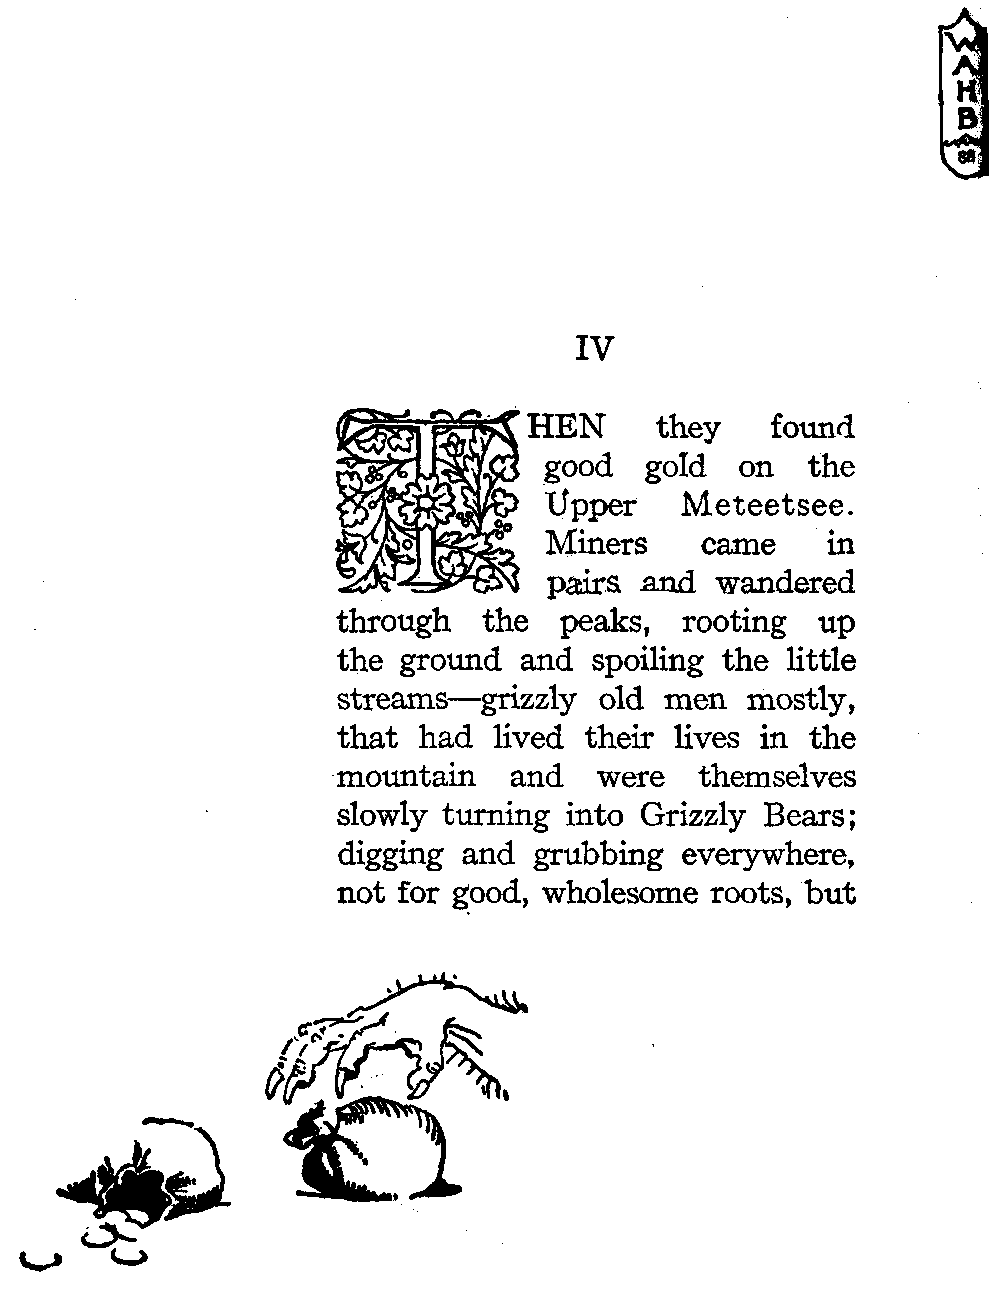 WAHB
IV
THEN they found
good gold on the
Upper Meteetsee.
Miners came in
pairs and wandered
through the peaks, rooting up
the ground and spoiling the little
streams—grizzly old men mostly,
that had lived their lives in the
mountain and were themselves
slowly turning into Grizzly Bears;
digging and grubbing everywhere,
not for good, wholesome roots, but